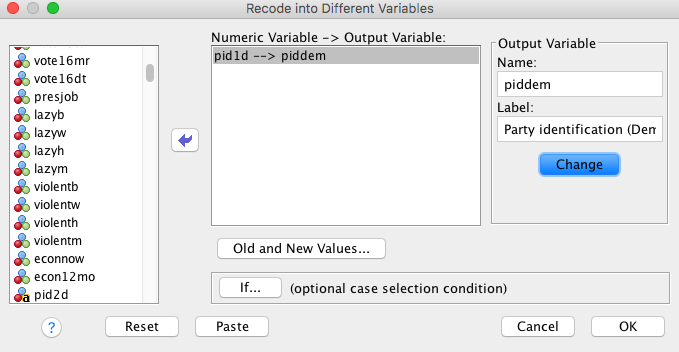 Recode into Different Variables
Numeric Variable -> Output Variable:
vote16mr
vote16dt
presjob
lazyb
lazyw
lazyh
lazym
violentb
violentw
violenth
violentm
econnow
econ12mo
a pid2d
pid1d --> piddem
Output Variable
Name:
piddem
Label:
Party identification (Dem
Change
Old and New Values...
If... (optional case selection condition)
? Reset Paste Cancel OK